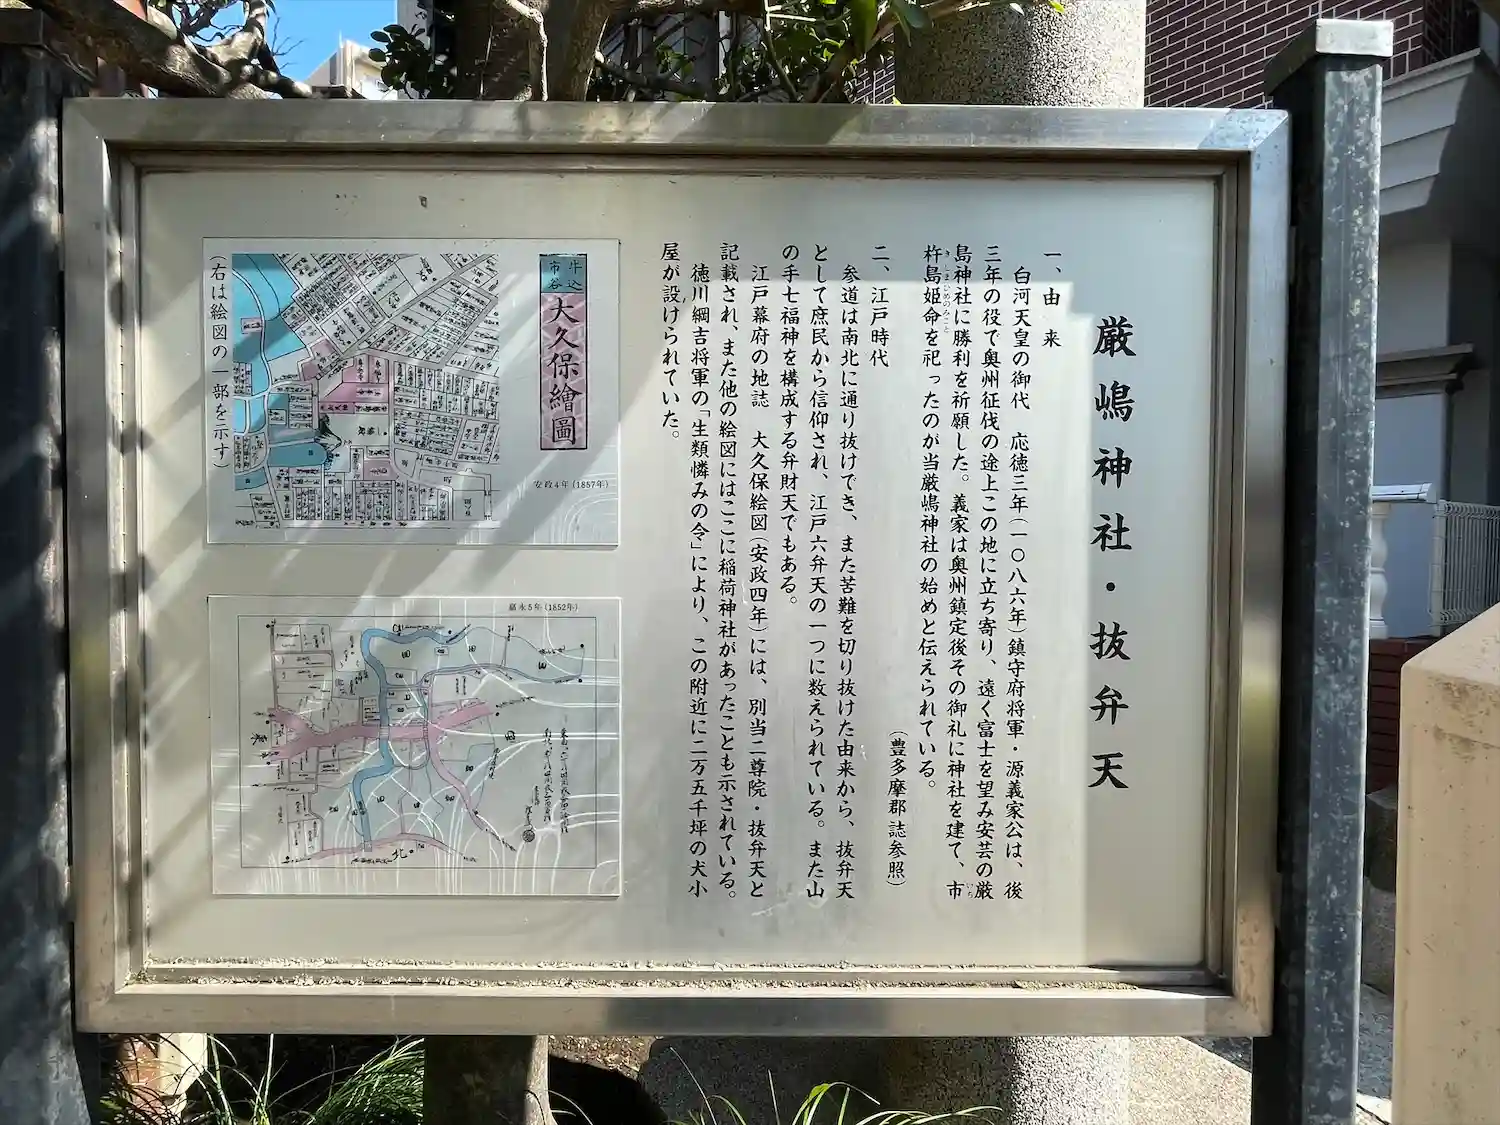 厳嶋神社・抜弁天
一、由 来
白河天皇の御代 応徳三年（一〇八六年）鎮守府将軍・源義家公は、後
三年の役で奥州征伐の途上この地に立ち寄り、遠く富士を望み安芸の厳
島神社に勝利を祈願した。義家は奥州鎮定後その御礼に神社を建て、市
杵島姫命を祀ったのが当厳嶋神社の始めと伝えられている。
いち
きしまひめのみこと
（豊多摩郡誌参照）
二、江戸時代
参道は南北に通り抜けでき、また苦難を切り抜けた由来から、抜弁天
として庶民から信仰され、江戸六弁天の一つに数えられている。また山
の手七福神を構成する弁財天でもある。
江戸幕府の地誌 大久保絵図（安政四年）には、別当二尊院・抜弁天と
記載され、また他の絵図にはここに稲荷神社があったことも示されている。
徳川綱吉将軍の「生類憐みの令」により、この附近に二万五千坪の犬小
屋が設けられていた。
牛込
市谷
大久保繪圖
安政4年（1857年）
（右は絵図の一部を示す）
嘉永5年（1852年）
北